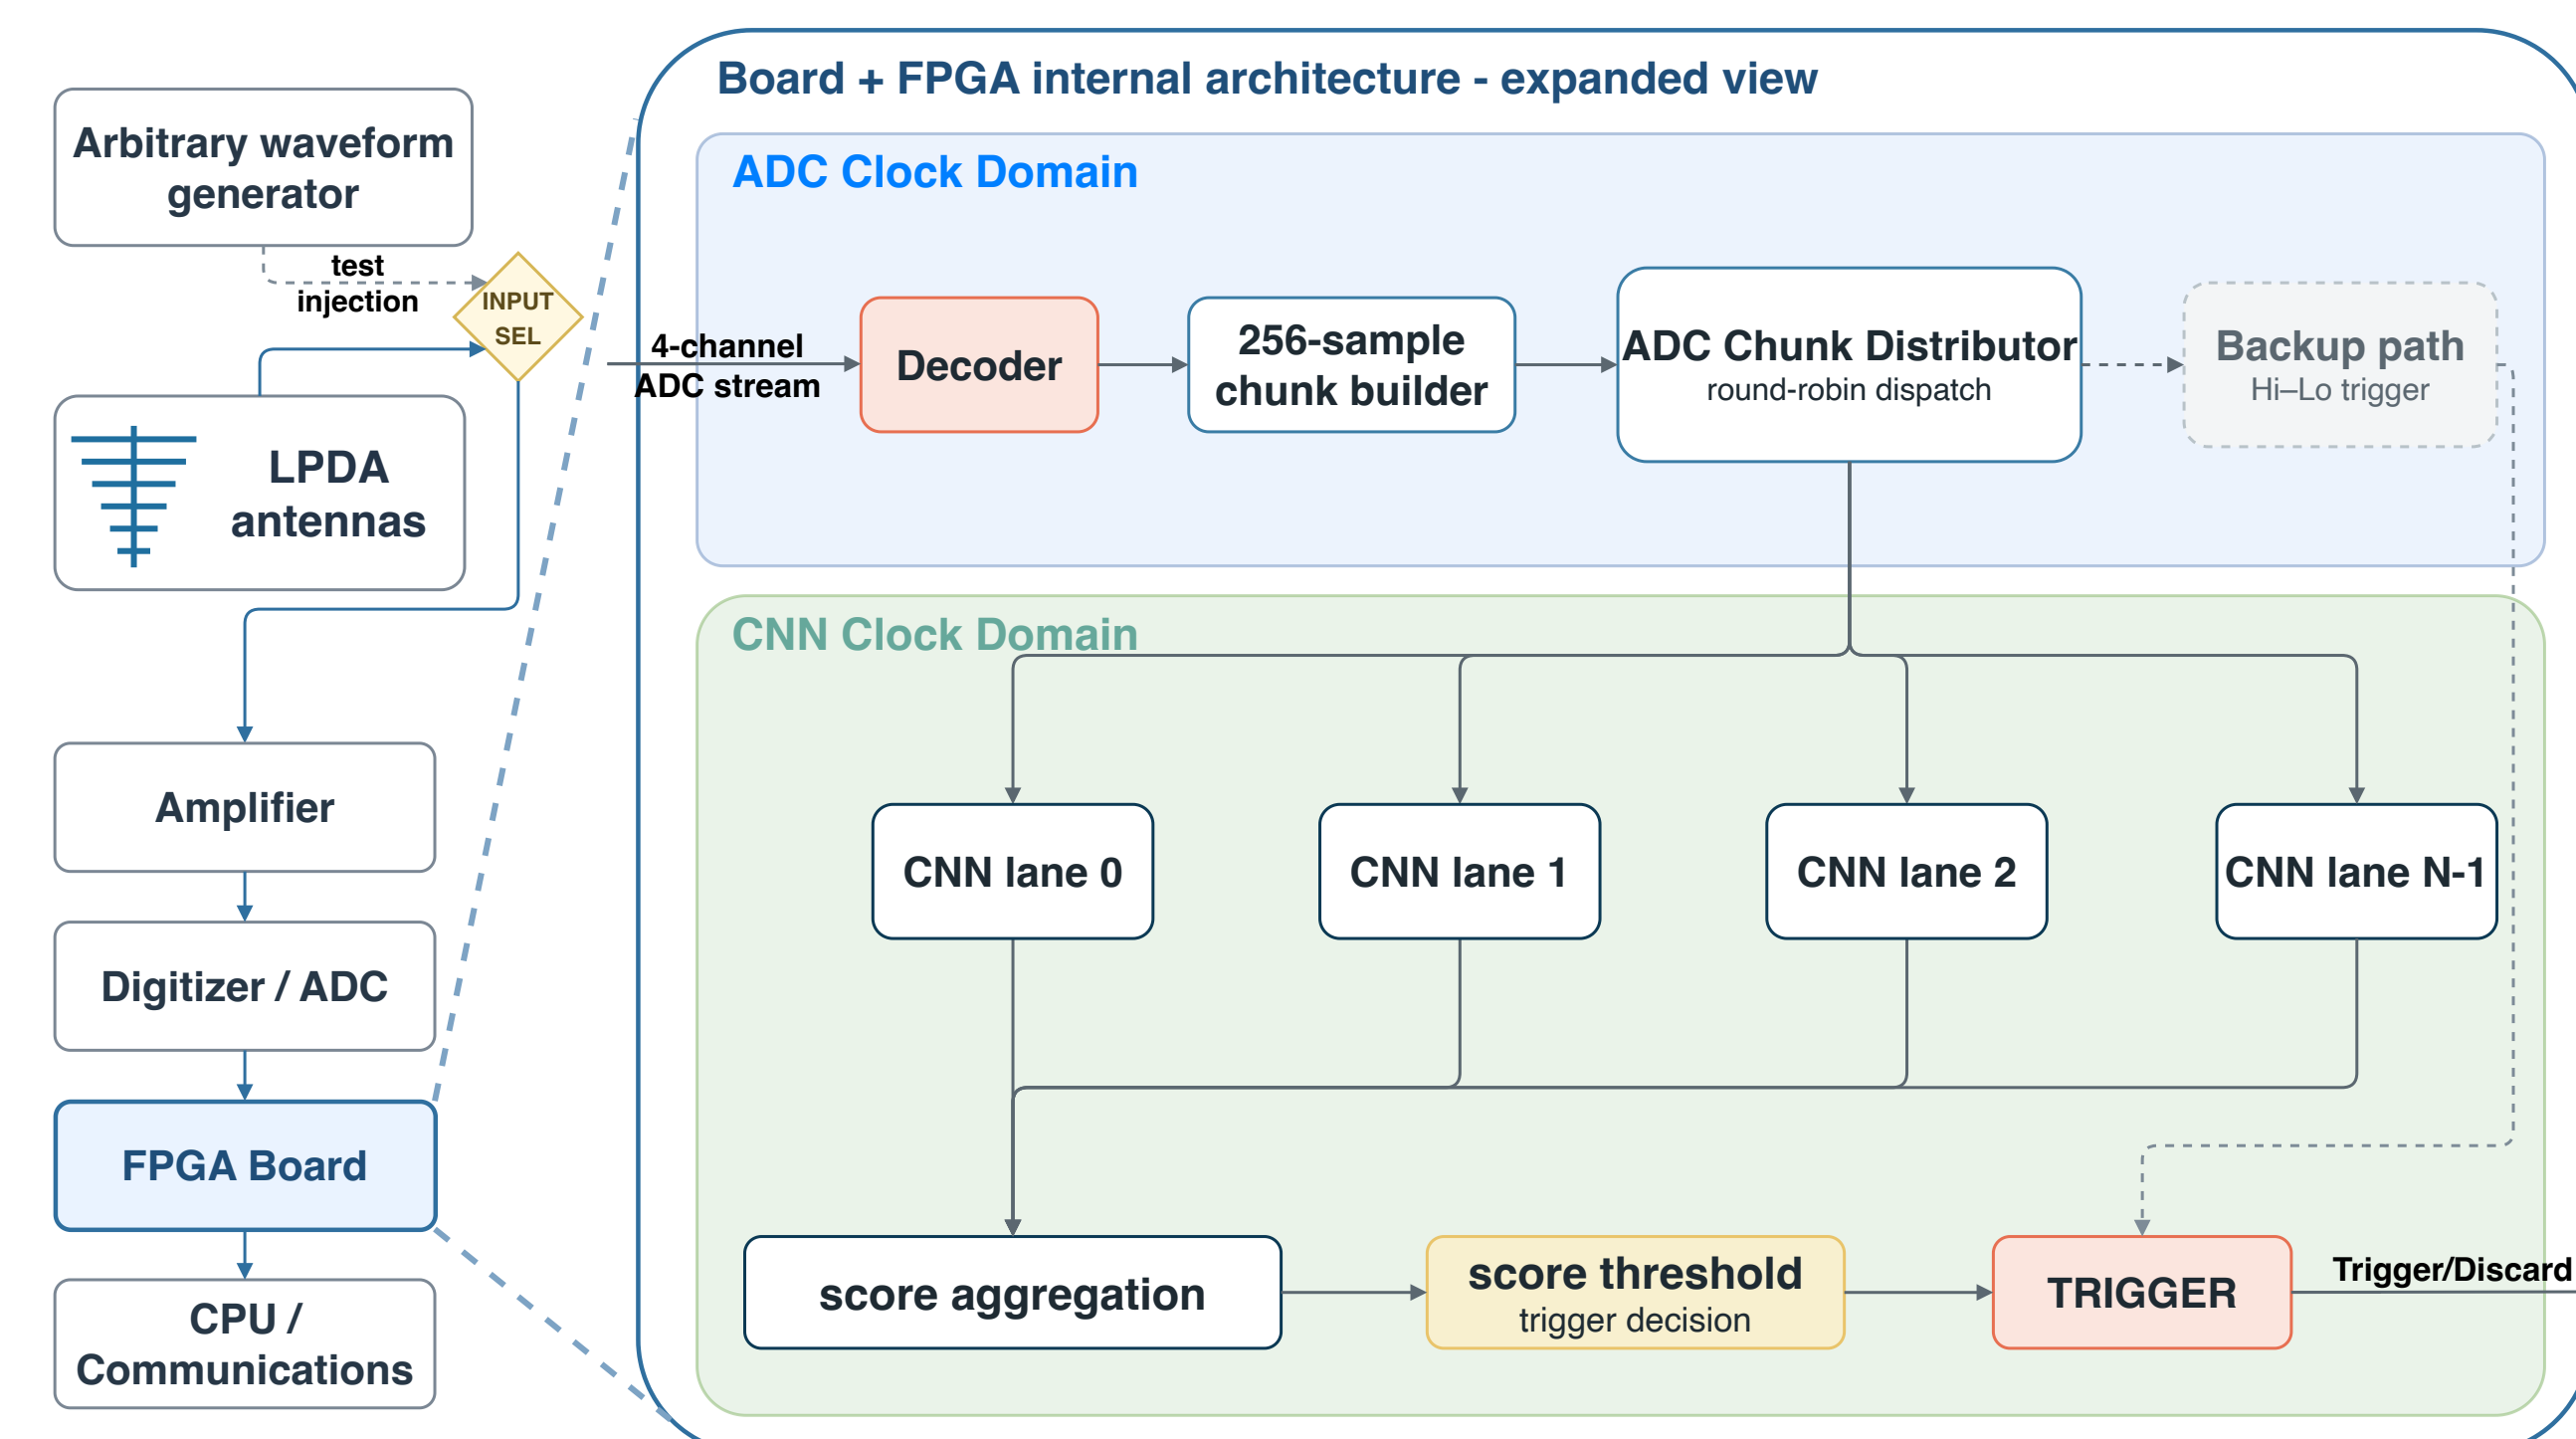 Board + FPGA internal architecture - expanded view
Arbitrary waveform
generator
test
injection
INPUT
SEL
LPDA
antennas
Amplifier
Digitizer / ADC
FPGA Board
CPU /
Communications
ADC Clock Domain
4-channel
ADC stream
Decoder
256-sample
chunk builder
ADC Chunk Distributor
round-robin dispatch
Backup path
Hi–Lo trigger
CNN Clock Domain
CNN lane 0
CNN lane 1
CNN lane 2
CNN lane N-1
score aggregation
score threshold
trigger decision
TRIGGER
Trigger/Discard